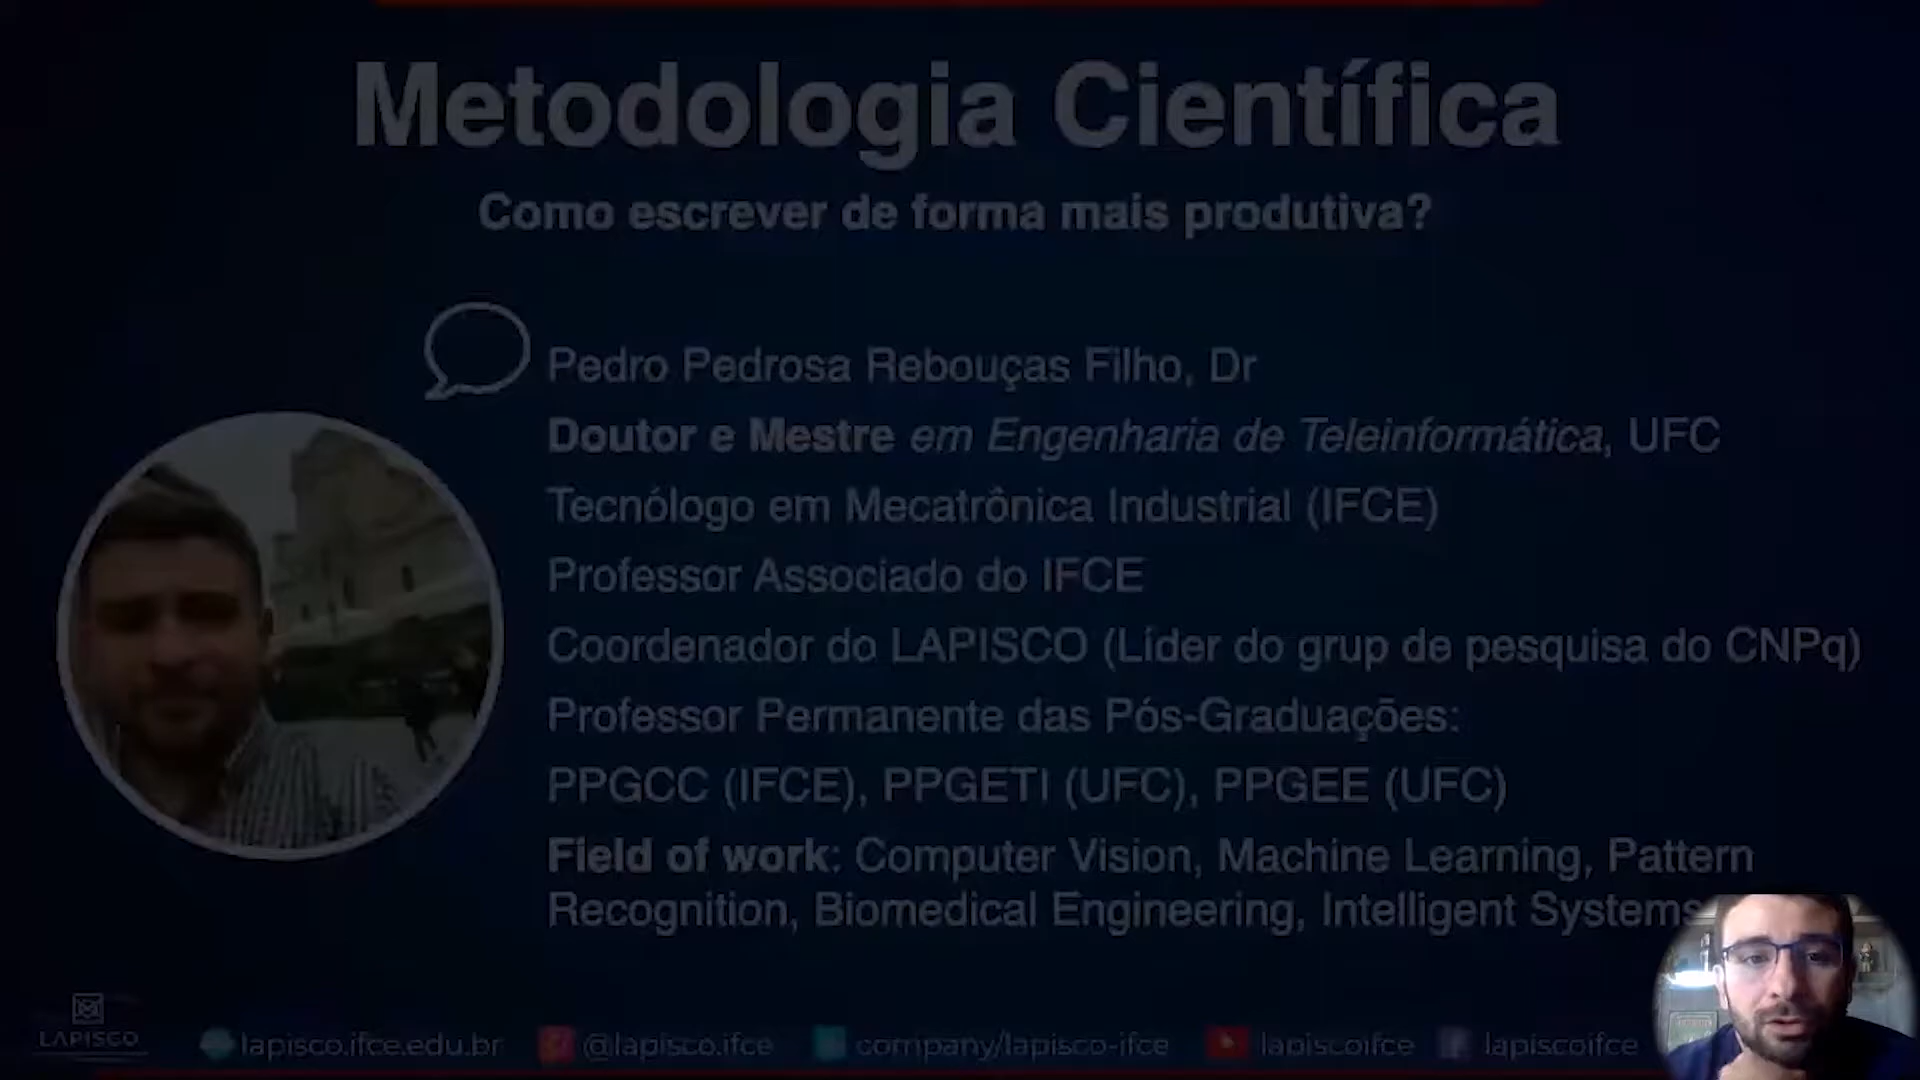 Metodologia Científica
Como escrever de forma mais produtiva?
Pedro Pedrosa Rebouças Filho, Dr
Doutor e Mestre em Engenharia de Teleinformática, UFC
Tecnólogo em Mecatrônica Industrial (IFCE)
Professor Associado do IFCE
Coordenador do LAPISCO (Líder do grup de pesquisa do CNPq)
Professor Permanente das Pós-Graduações:
PPGCC (IFCE), PPGETI (UFC), PPGEE (UFC)
Field of work: Computer Vision, Machine Learning, Pattern
Recognition, Biomedical Engineering, Intelligent Systems
LAPISCO lapisco.ifce.edu.br @lapisco.ifce company/lapisco-ifce lapiscoifce lapiscoifce